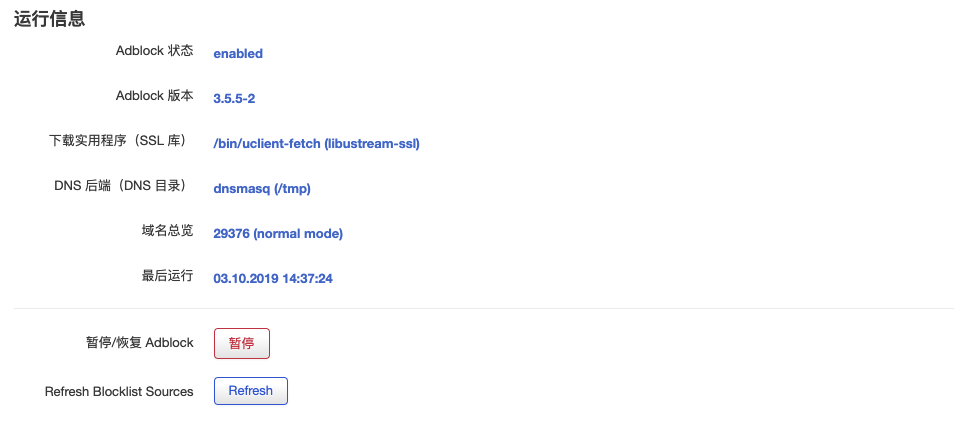 运行信息
Adblock 状态 enabled
Adblock 版本 3.5.5-2
下载实用程序（SSL 库） /bin/uclient-fetch (libustream-ssl)
DNS 后端（DNS 目录） dnsmasq (/tmp)
域名总览 29376 (normal mode)
最后运行 03.10.2019 14:37:24
暂停/恢复 Adblock 暂停
Refresh Blocklist Sources Refresh